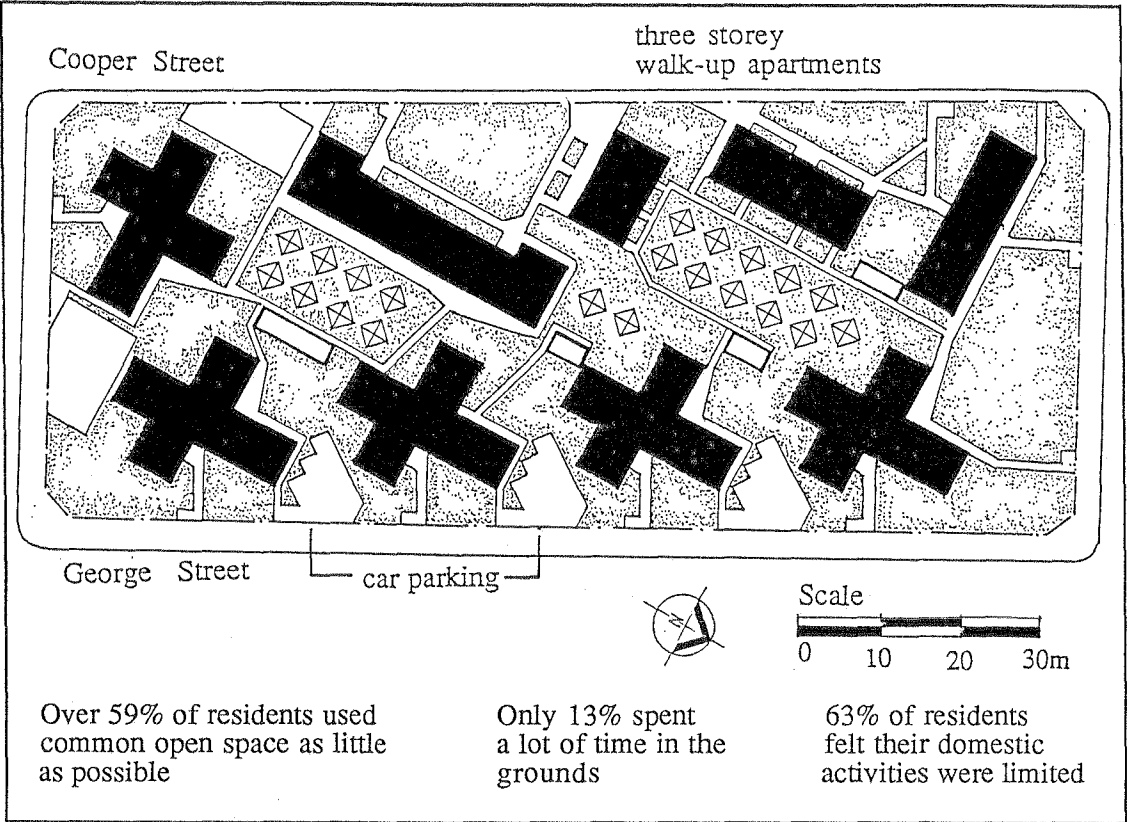 Cooper Street
three storey
walk-up apartments
George Street
car parking
N
Scale
0 10 20 30m
Over 59% of residents used
common open space as little
as possible
Only 13% spent
a lot of time in the
grounds
63% of residents
felt their domestic
activities were limited